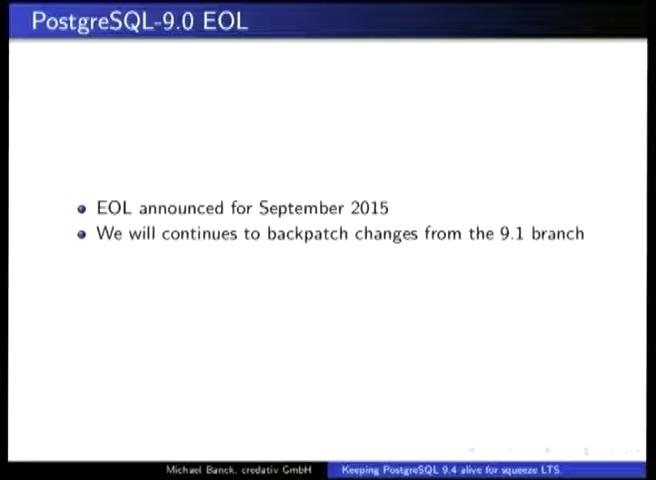 PostgreSQL-9.0 EOL
EOL announced for September 2015
We will continues to backpatch changes from the 9.1 branch
Michael Banck, credativ GmbH
Keeping PostgreSQL 9.4 alive for squeeze LTS